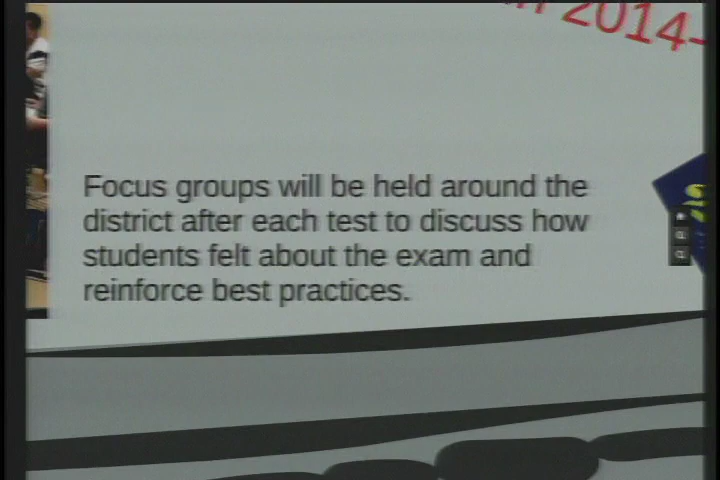 in 2014-
Focus groups will be held around the
district after each test to discuss how
students felt about the exam and
reinforce best practices.